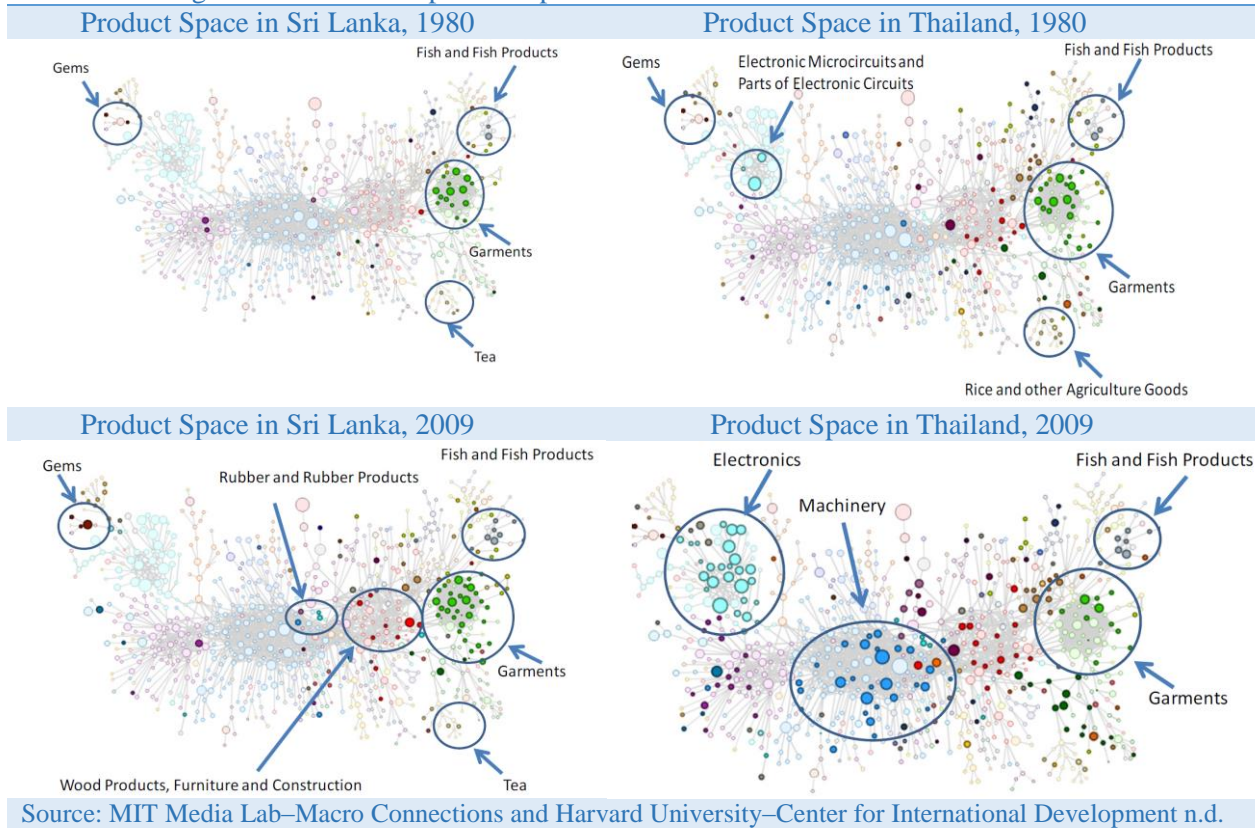 Product Space in Sri Lanka, 1980
Product Space in Thailand, 1980
Gems
Fish and Fish Products
Garments
Tea
Gems
Electronic Microcircuits and
Parts of Electronic Circuits
Fish and Fish Products
Garments
Rice and other Agriculture Goods
Product Space in Sri Lanka, 2009
Product Space in Thailand, 2009
Gems
Rubber and Rubber Products
Fish and Fish Products
Garments
Wood Products, Furniture and Construction
Tea
Electronics
Machinery
Fish and Fish Products
Garments
Source: MIT Media Lab–Macro Connections and Harvard University–Center for International Development n.d.